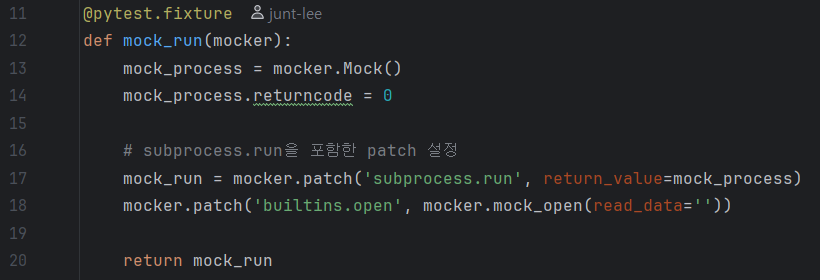 11 @pytest.fixture junt-lee
12 def mock_run(mocker):
13     mock_process = mocker.Mock()
14     mock_process.returncode = 0
15
16     # subprocess.run을 포함한 patch 설정
17     mock_run = mocker.patch('subprocess.run', return_value=mock_process)
18     mocker.patch('builtins.open', mocker.mock_open(read_data=''))
19
20     return mock_run